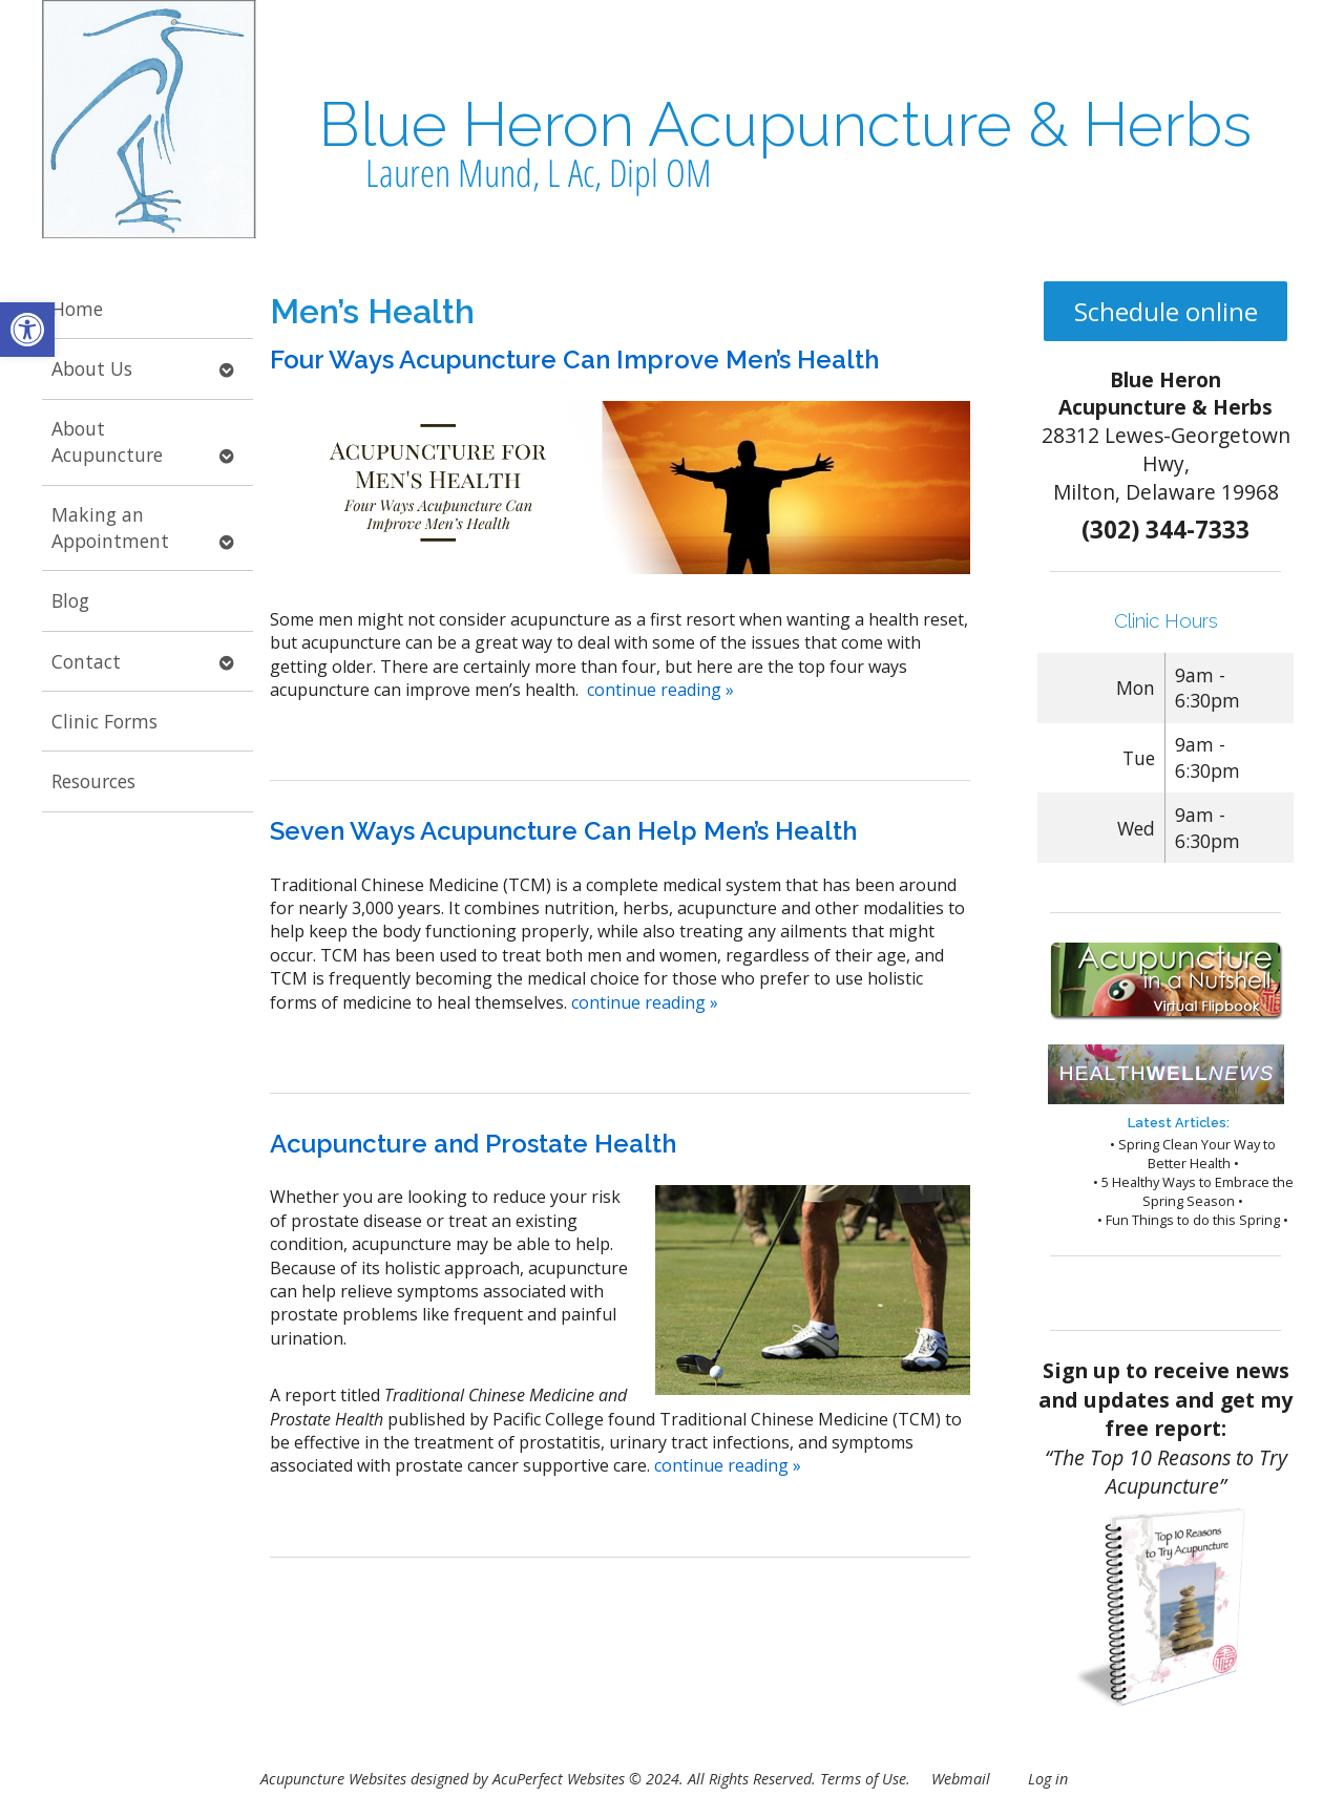 Blue Heron Acupuncture & Herbs
Lauren Mund, L Ac, Dipl OM
Home
About Us
About
Acupuncture
Making an
Appointment
Blog
Contact
Clinic Forms
Resources
Men’s Health
Four Ways Acupuncture Can Improve Men’s Health
Acupuncture for
Men's Health
Four Ways Acupuncture Can
Improve Men’s Health
Some men might not consider acupuncture as a first resort when wanting a health reset,
but acupuncture can be a great way to deal with some of the issues that come with
getting older. There are certainly more than four, but here are the top four ways
acupuncture can improve men’s health. continue reading »
Seven Ways Acupuncture Can Help Men’s Health
Traditional Chinese Medicine (TCM) is a complete medical system that has been around
for nearly 3,000 years. It combines nutrition, herbs, acupuncture and other modalities to
help keep the body functioning properly, while also treating any ailments that might
occur. TCM has been used to treat both men and women, regardless of their age, and
TCM is frequently becoming the medical choice for those who prefer to use holistic
forms of medicine to heal themselves. continue reading »
Acupuncture and Prostate Health
Whether you are looking to reduce your risk
of prostate disease or treat an existing
condition, acupuncture may be able to help.
Because of its holistic approach, acupuncture
can help relieve symptoms associated with
prostate problems like frequent and painful
urination.
A report titled Traditional Chinese Medicine and
Prostate Health published by Pacific College found Traditional Chinese Medicine (TCM) to
be effective in the treatment of prostatitis, urinary tract infections, and symptoms
associated with prostate cancer supportive care. continue reading »
Schedule online
Blue Heron
Acupuncture & Herbs
28312 Lewes-Georgetown
Hwy,
Milton, Delaware 19968
(302) 344-7333
Clinic Hours
Mon 9am -
6:30pm
Tue 9am -
6:30pm
Wed 9am -
6:30pm
Acupuncture
in a Nutshell
Virtual Flipbook
HEALTHWELLNEWS
Latest Articles:
• Spring Clean Your Way to
Better Health •
• 5 Healthy Ways to Embrace the
Spring Season •
• Fun Things to do this Spring •
Sign up to receive news
and updates and get my
free report:
“The Top 10 Reasons to Try
Acupuncture”
Top 10 Reasons
to Try Acupuncture
Acupuncture Websites designed by AcuPerfect Websites © 2024. All Rights Reserved. Terms of Use. Webmail Log in